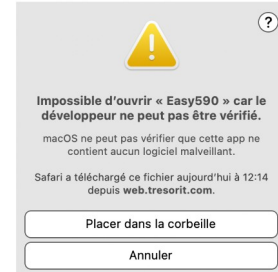 ?
Impossible d'ouvrir « Easy590 » car le
développeur ne peut pas être vérifié.
macOS ne peut pas vérifier que cette app ne
contient aucun logiciel malveillant.
Safari a téléchargé ce fichier aujourd'hui à 12:14
depuis web.tresorit.com.
Placer dans la corbeille
Annuler